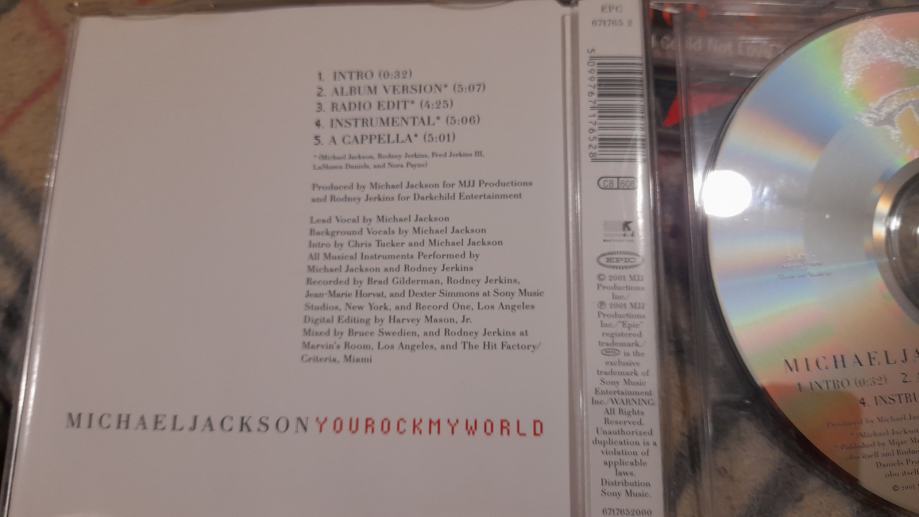 1. INTRO (0:32)
2. ALBUM VERSION* (5:07)
3. RADIO EDIT* (4:25)
4. INSTRUMENTAL* (5:06)
5. A CAPPELLA* (5:01)
* (Michael Jackson, Rodney Jerkins, Fred Jerkins III,
LaShawn Daniels, and Nora Payne)
Produced by Michael Jackson for MJJ Productions
and Rodney Jerkins for Darkchild Entertainment
Lead Vocal by Michael Jackson
Background Vocals by Michael Jackson
Intro by Chris Tucker and Michael Jackson
All Musical Instruments Performed by
Michael Jackson and Rodney Jerkins
Recorded by Brad Gilderman, Rodney Jerkins,
Jean-Marie Horvat, and Dexter Simmons at Sony Music
Studios, New York, and Record One, Los Angeles
Digital Editing by Harvey Mason, Jr.
Mixed by Bruce Swedien, and Rodney Jerkins at
Marvin's Room, Los Angeles, and The Hit Factory/
Criteria, Miami
MICHAELJACKSONYOUROCKMYWORLD
EPC
671765 2
5099767176528
EPIC
© 2001 MJJ
Productions
Inc./
℗ 2001 MJJ
Productions
Inc./"Epic"
registered
trademark./
is the
exclusive
trademark of
Sony Music
Entertainment
Inc./WARNING:
All Rights
Reserved.
Unauthorized
duplication is a
violation of
applicable
laws.
Distribution
Sony Music.
6717652000
Could Not
MICHAELJA
1. INTRO (0:32) 2.
4. INSTRU
Produced by Michael